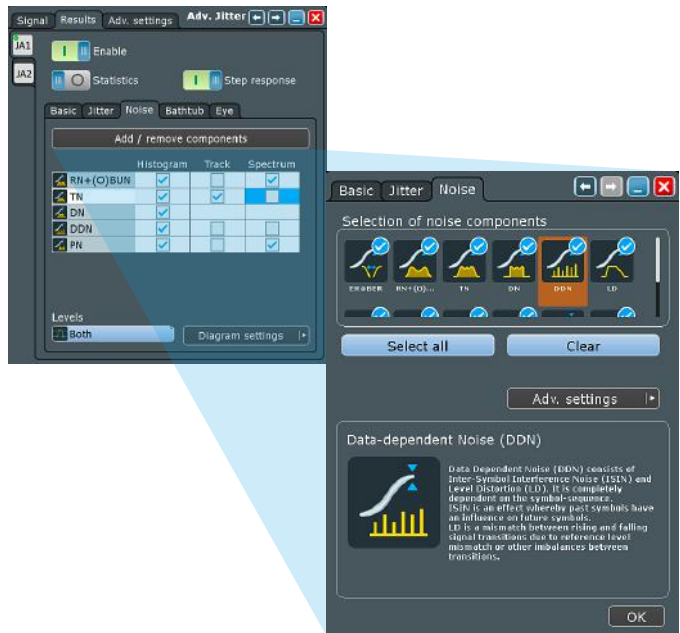 Signal Results Adv. settings Adv. Jitter
JA1
Enable
JA2
Statistics Step response
Basic Jitter Noise Bathtub Eye
Add / remove components
Histogram Track Spectrum
RN+(O)BUN
TN
DN
DDN
PN
Levels
Both Diagram settings
Basic Jitter Noise
Selection of noise components
ER@BER RN+(O)... TN DN DDN LD
Select all Clear
Adv. settings
Data-dependent Noise (DDN)
Data Dependent Noise (DDN) consists of
Inter-Symbol Interference Noise (ISIN) and
Level Distortion (LD). It is completely
dependent on the symbol-sequence.
ISIN is an effect whereby past symbols have
an influence on future symbols.
LD is a mismatch between rising and falling
signal transitions due to reference level
mismatch or other imbalances between
transitions.
OK